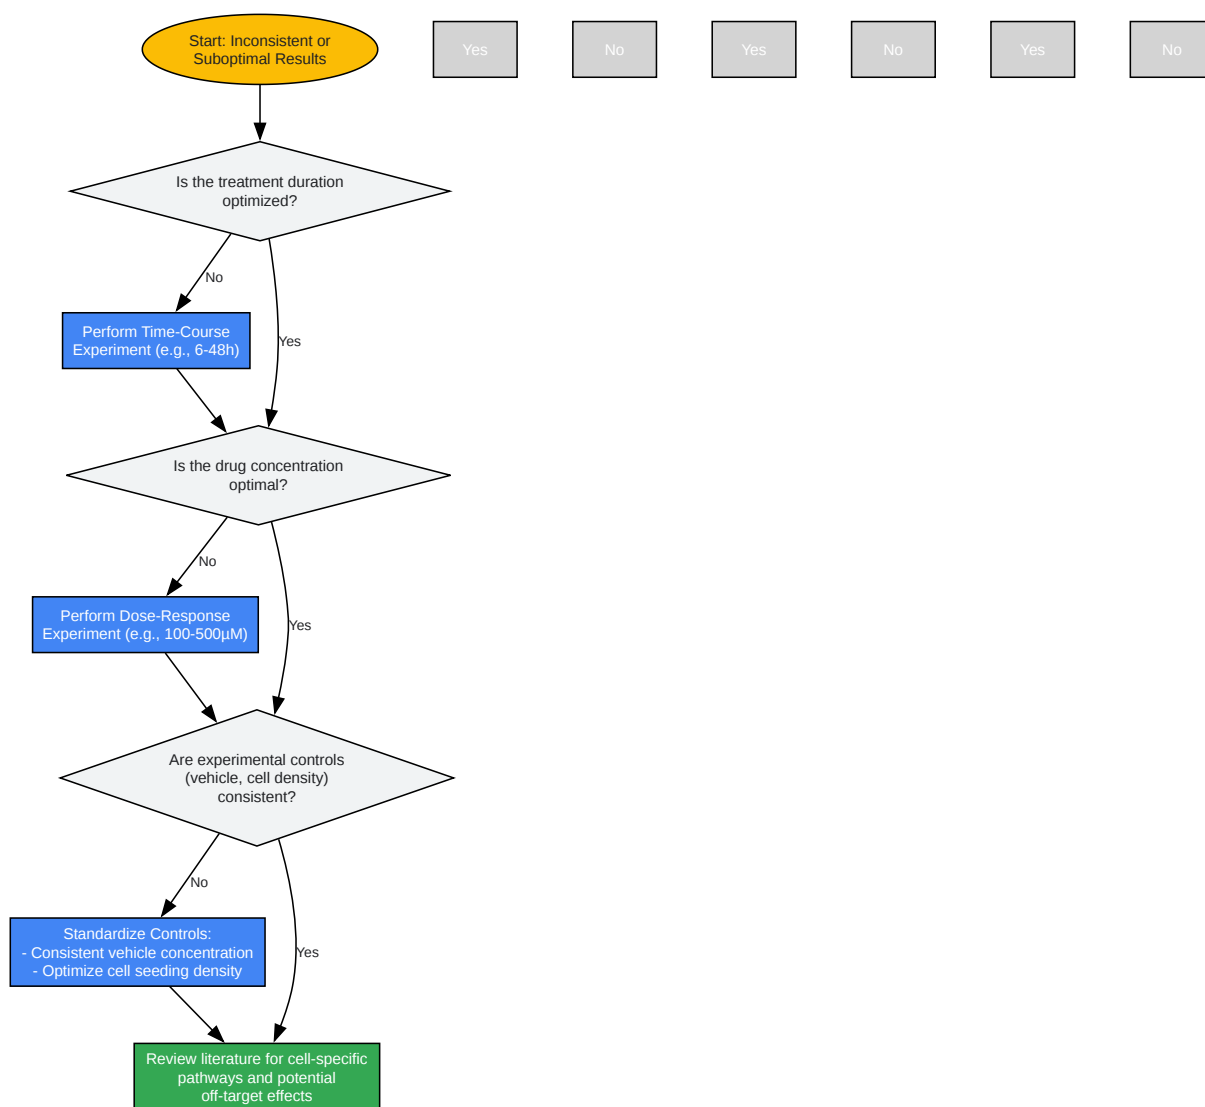 Start: Inconsistent or
Suboptimal Results
Yes
No
Yes
No
Yes
No
Is the treatment duration
optimized?
No
Perform Time-Course
Experiment (e.g., 6-48h)
Yes
Is the drug concentration
optimal?
No
Perform Dose-Response
Experiment (e.g., 100-500µM)
Yes
Are experimental controls
(vehicle, cell density)
consistent?
No
Standardize Controls:
- Consistent vehicle concentration
- Optimize cell seeding density
Yes
Review literature for cell-specific
pathways and potential
off-target effects